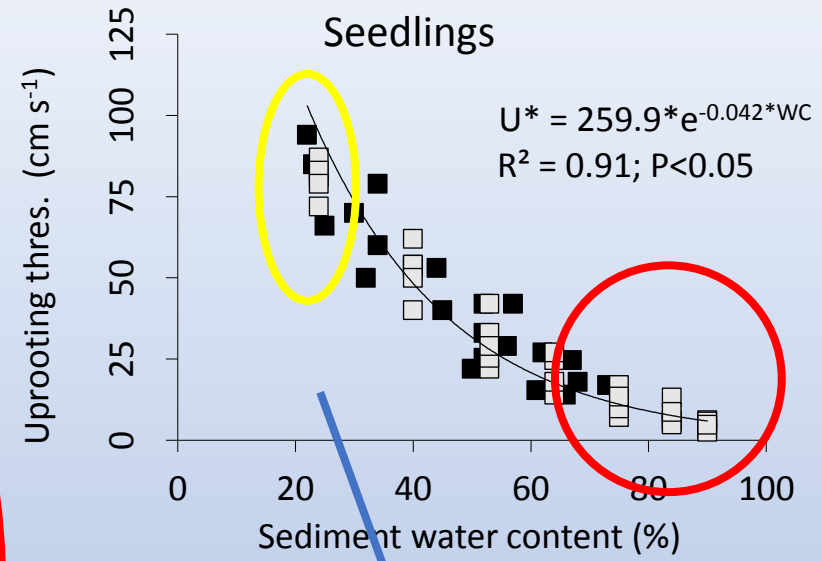 Seedlings
U* = 259.9*e^-0.042*WC
R² = 0.91; P<0.05
Uprooting thres. (cm s⁻¹)
125
100
75
50
25
0
0 20 40 60 80 100
Sediment water content (%)